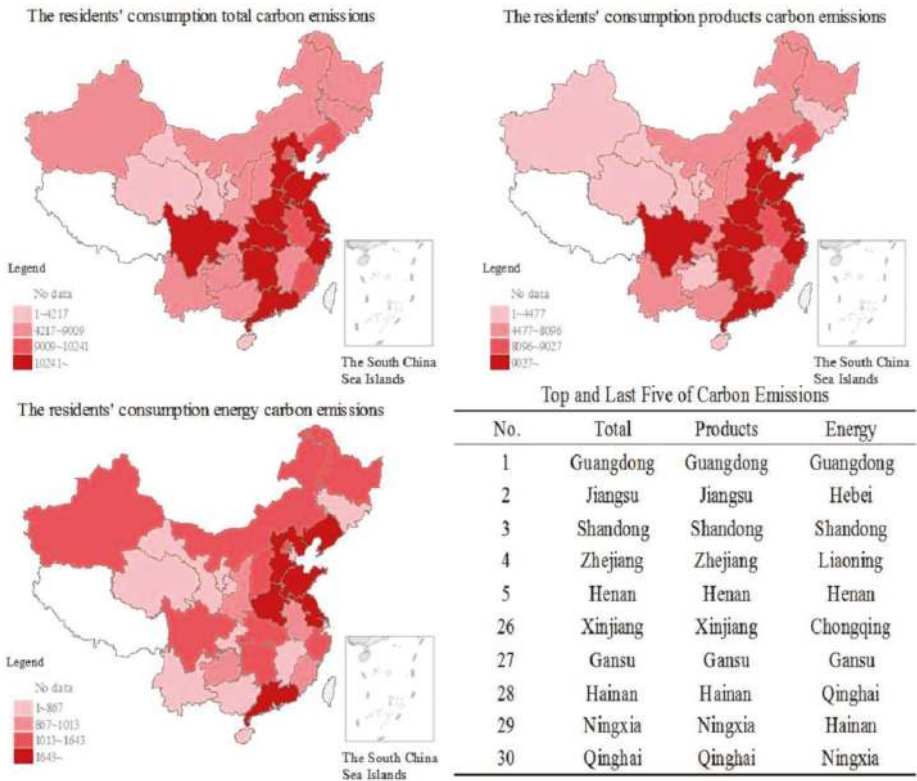 The residents' consumption total carbon emissions
Legend
No data
1~4217
4217~9009
9009~10241
10241~
The South China
Sea Islands
The residents' consumption products carbon emissions
Legend
No data
1~4477
4477~8096
8096~9027
9027~
The South China
Sea Islands
The residents' consumption energy carbon emissions
Legend
No data
1~867
867~1013
1013~1643
1643~
The South China
Sea Islands
Top and Last Five of Carbon Emissions
No. Total Products Energy
1 Guangdong Guangdong Guangdong
2 Jiangsu Jiangsu Hebei
3 Shandong Shandong Shandong
4 Zhejiang Zhejiang Liaoning
5 Henan Henan Henan
26 Xinjiang Xinjiang Chongqing
27 Gansu Gansu Gansu
28 Hainan Hainan Qinghai
29 Ningxia Ningxia Hainan
30 Qinghai Qinghai Ningxia